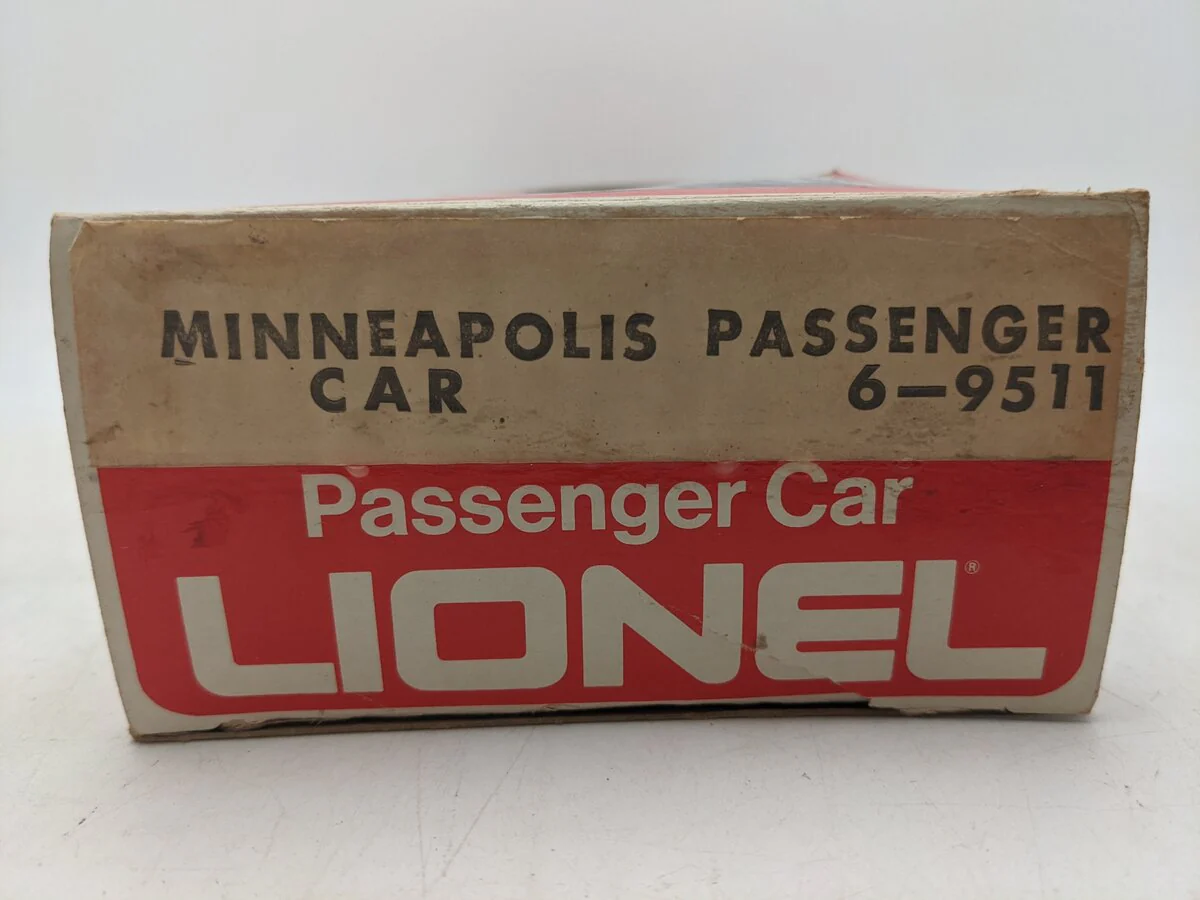 MINNEAPOLIS PASSENGER
CAR 6-9511
Passenger Car
LIONEL®